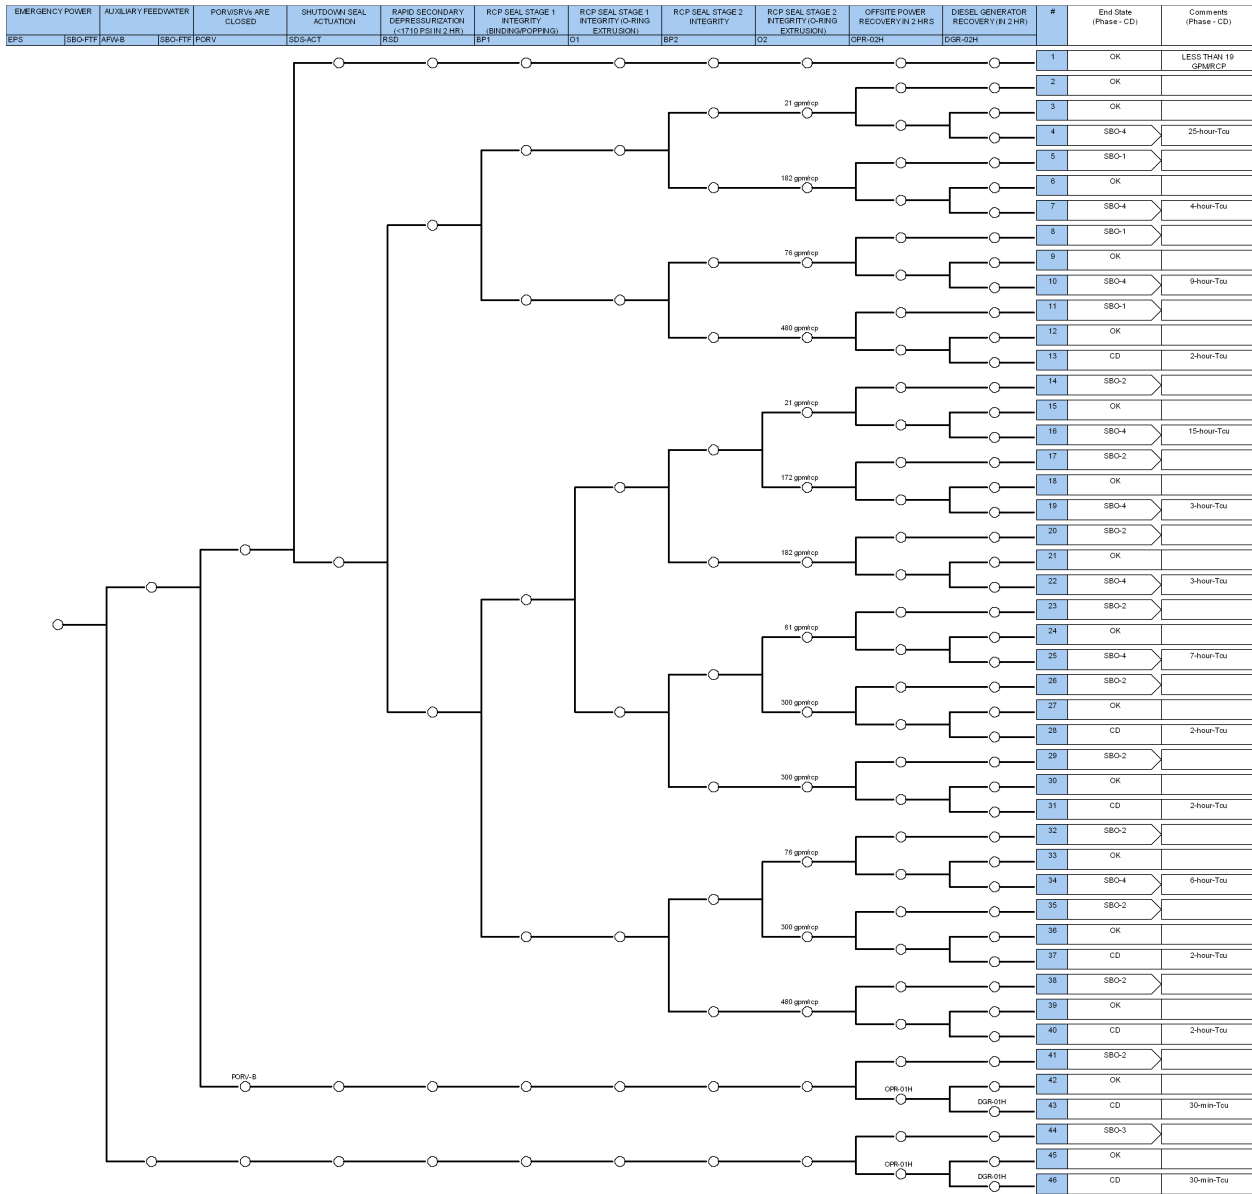 EMERGENCY POWER
AUXILIARY FEEDWATER
PORV/SRVs ARE
CLOSED
SHUTDOWN SEAL
ACTUATION
RAPID SECONDARY
DEPRESSURIZATION
(<1710 PSI IN 2 HR)
RCP SEAL STAGE 1
INTEGRITY
(BINDING/POPPING)
RCP SEAL STAGE 1
INTEGRITY (O-RING
EXTRUSION)
RCP SEAL STAGE 2
INTEGRITY
RCP SEAL STAGE 2
INTEGRITY (O-RING
EXTRUSION)
OFFSITE POWER
RECOVERY IN 2 HRS
DIESEL GENERATOR
RECOVERY (IN 2 HR)
#
End State
(Phase - CD)
Comments
(Phase - CD)
EPS
SBO-FTF
AFW-B
SBO-FTF
PORV
SDS-ACT
RSD
BP1
O1
BP2
O2
OPR-02H
DGR-02H
1 OK LESS THAN 19
GPM/RCP
2 OK
21 gpm/rcp
3 OK
4 SBO-4 25-hour-Tcu
5 SBO-1
182 gpm/rcp
6 OK
7 SBO-4 4-hour-Tcu
8 SBO-1
76 gpm/rcp
9 OK
10 SBO-4 9-hour-Tcu
11 SBO-1
480 gpm/rcp
12 OK
13 CD 2-hour-Tcu
14 SBO-2
21 gpm/rcp
15 OK
16 SBO-4 15-hour-Tcu
17 SBO-2
172 gpm/rcp
18 OK
19 SBO-4 3-hour-Tcu
20 SBO-2
182 gpm/rcp
21 OK
22 SBO-4 3-hour-Tcu
23 SBO-2
61 gpm/rcp
24 OK
25 SBO-4 7-hour-Tcu
26 SBO-2
300 gpm/rcp
27 OK
28 CD 2-hour-Tcu
29 SBO-2
300 gpm/rcp
30 OK
31 CD 2-hour-Tcu
32 SBO-2
76 gpm/rcp
33 OK
34 SBO-4 6-hour-Tcu
35 SBO-2
300 gpm/rcp
36 OK
37 CD 2-hour-Tcu
38 SBO-2
480 gpm/rcp
39 OK
40 CD 2-hour-Tcu
41 SBO-2
PORV-B
42 OK
OPR-01H
DGR-01H
43 CD 30-min-Tcu
44 SBO-3
45 OK
OPR-01H
DGR-01H
46 CD 30-min-Tcu